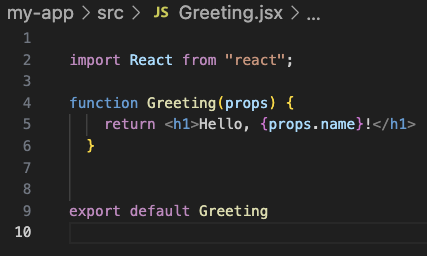 my-app > src > JS Greeting.jsx > ...
1
2 import React from "react";
3
4 function Greeting(props) {
5     return <h1>Hello, {props.name}!</h1>
6   }
7
8
9 export default Greeting
10